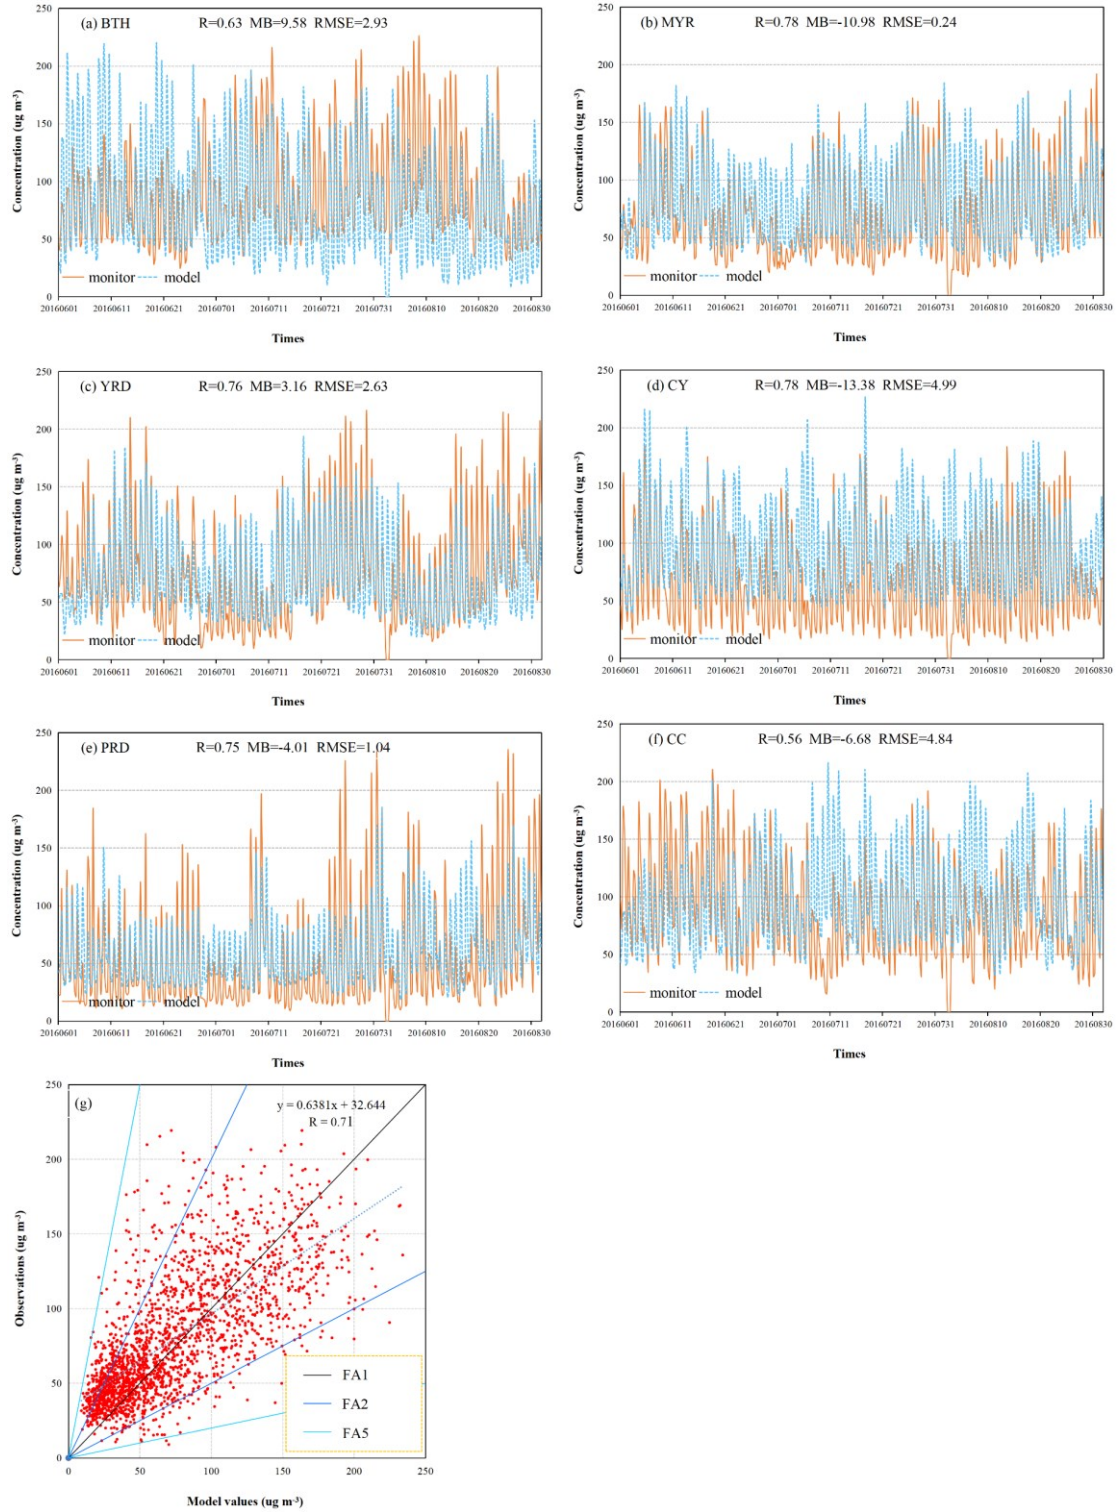 (a) BTH R=0.63 MB=9.58 RMSE=2.93
250
200
150
100
50
0
Concentration (ug m-3)
monitor model
20160601 20160611 20160621 20160701 20160711 20160721 20160731 20160810 20160820 20160830
Times
(b) MYR R=0.78 MB=-10.98 RMSE=0.24
250
200
150
100
50
0
Concentration (ug m-3)
monitor model
20160601 20160611 20160621 20160701 20160711 20160721 20160731 20160810 20160820 20160830
Times
(c) YRD R=0.76 MB=3.16 RMSE=2.63
250
200
150
100
50
0
Concentration (ug m-3)
monitor model
20160601 20160611 20160621 20160701 20160711 20160721 20160731 20160810 20160820 20160830
Times
(d) CY R=0.78 MB=-13.38 RMSE=4.99
250
200
150
100
50
0
Concentration (ug m-3)
monitor model
20160601 20160611 20160621 20160701 20160711 20160721 20160731 20160810 20160820 20160830
Times
(e) PRD R=0.75 MB=-4.01 RMSE=1.04
250
200
150
100
50
0
Concentration (ug m-3)
monitor model
20160601 20160611 20160621 20160701 20160711 20160721 20160731 20160810 20160820 20160830
Times
(f) CC R=0.56 MB=-6.68 RMSE=4.84
250
200
150
100
50
0
Concentration (ug m-3)
monitor model
20160601 20160611 20160621 20160701 20160711 20160721 20160731 20160810 20160820 20160830
Times
(g)
y = 0.6381x + 32.644
R = 0.71
250
200
150
100
50
0
Observations (ug m-3)
FA1
FA2
FA5
0 50 100 150 200 250
Model values (ug m-3)